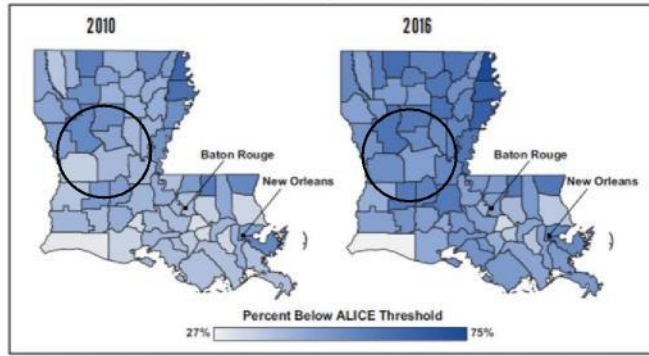 2010
2016
Baton Rouge
New Orleans
Baton Rouge
New Orleans
)
)
Percent Below ALICE Threshold
27%
75%